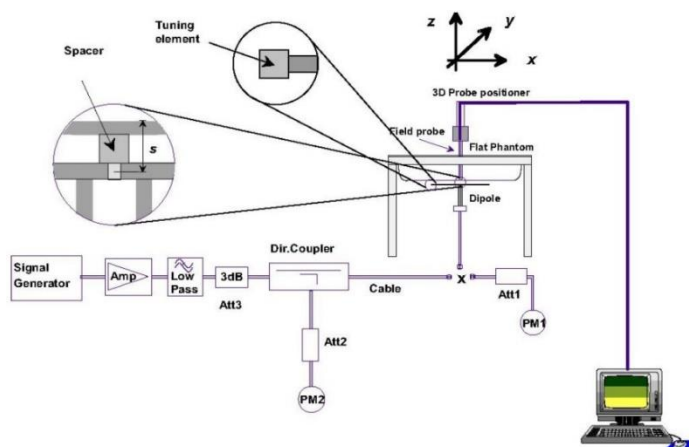 Tuning
element
Spacer
s
z
y
x
3D Probe positioner
Field probe
Flat Phantom
Dipole
Signal
Generator
Amp
Low
Pass
3dB
Att3
Dir.Coupler
Cable
x
Att1
PM1
Att2
PM2